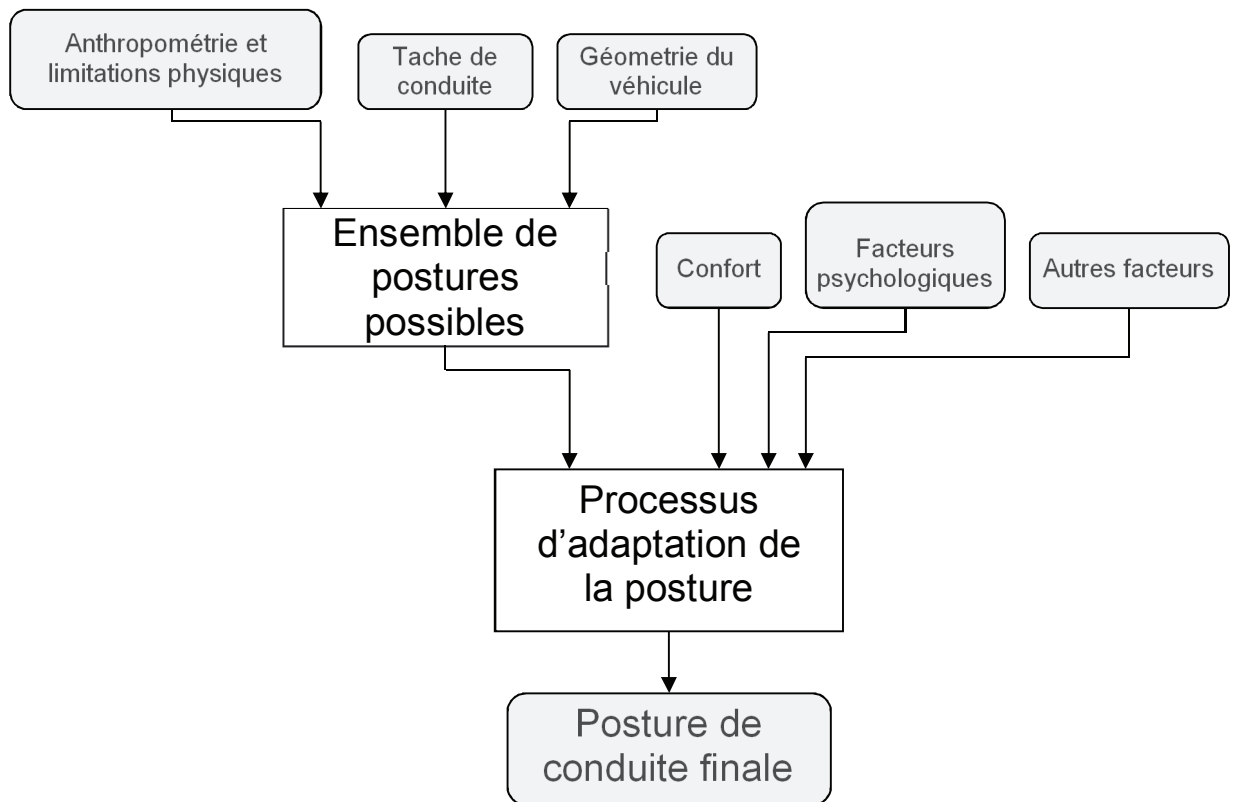 Anthropométrie et
limitations physiques
Tache de
conduite
Géometrie du
véhicule
Ensemble de
postures
possibles
Confort
Facteurs
psychologiques
Autres facteurs
Processus
d’adaptation de
la posture
Posture de
conduite finale